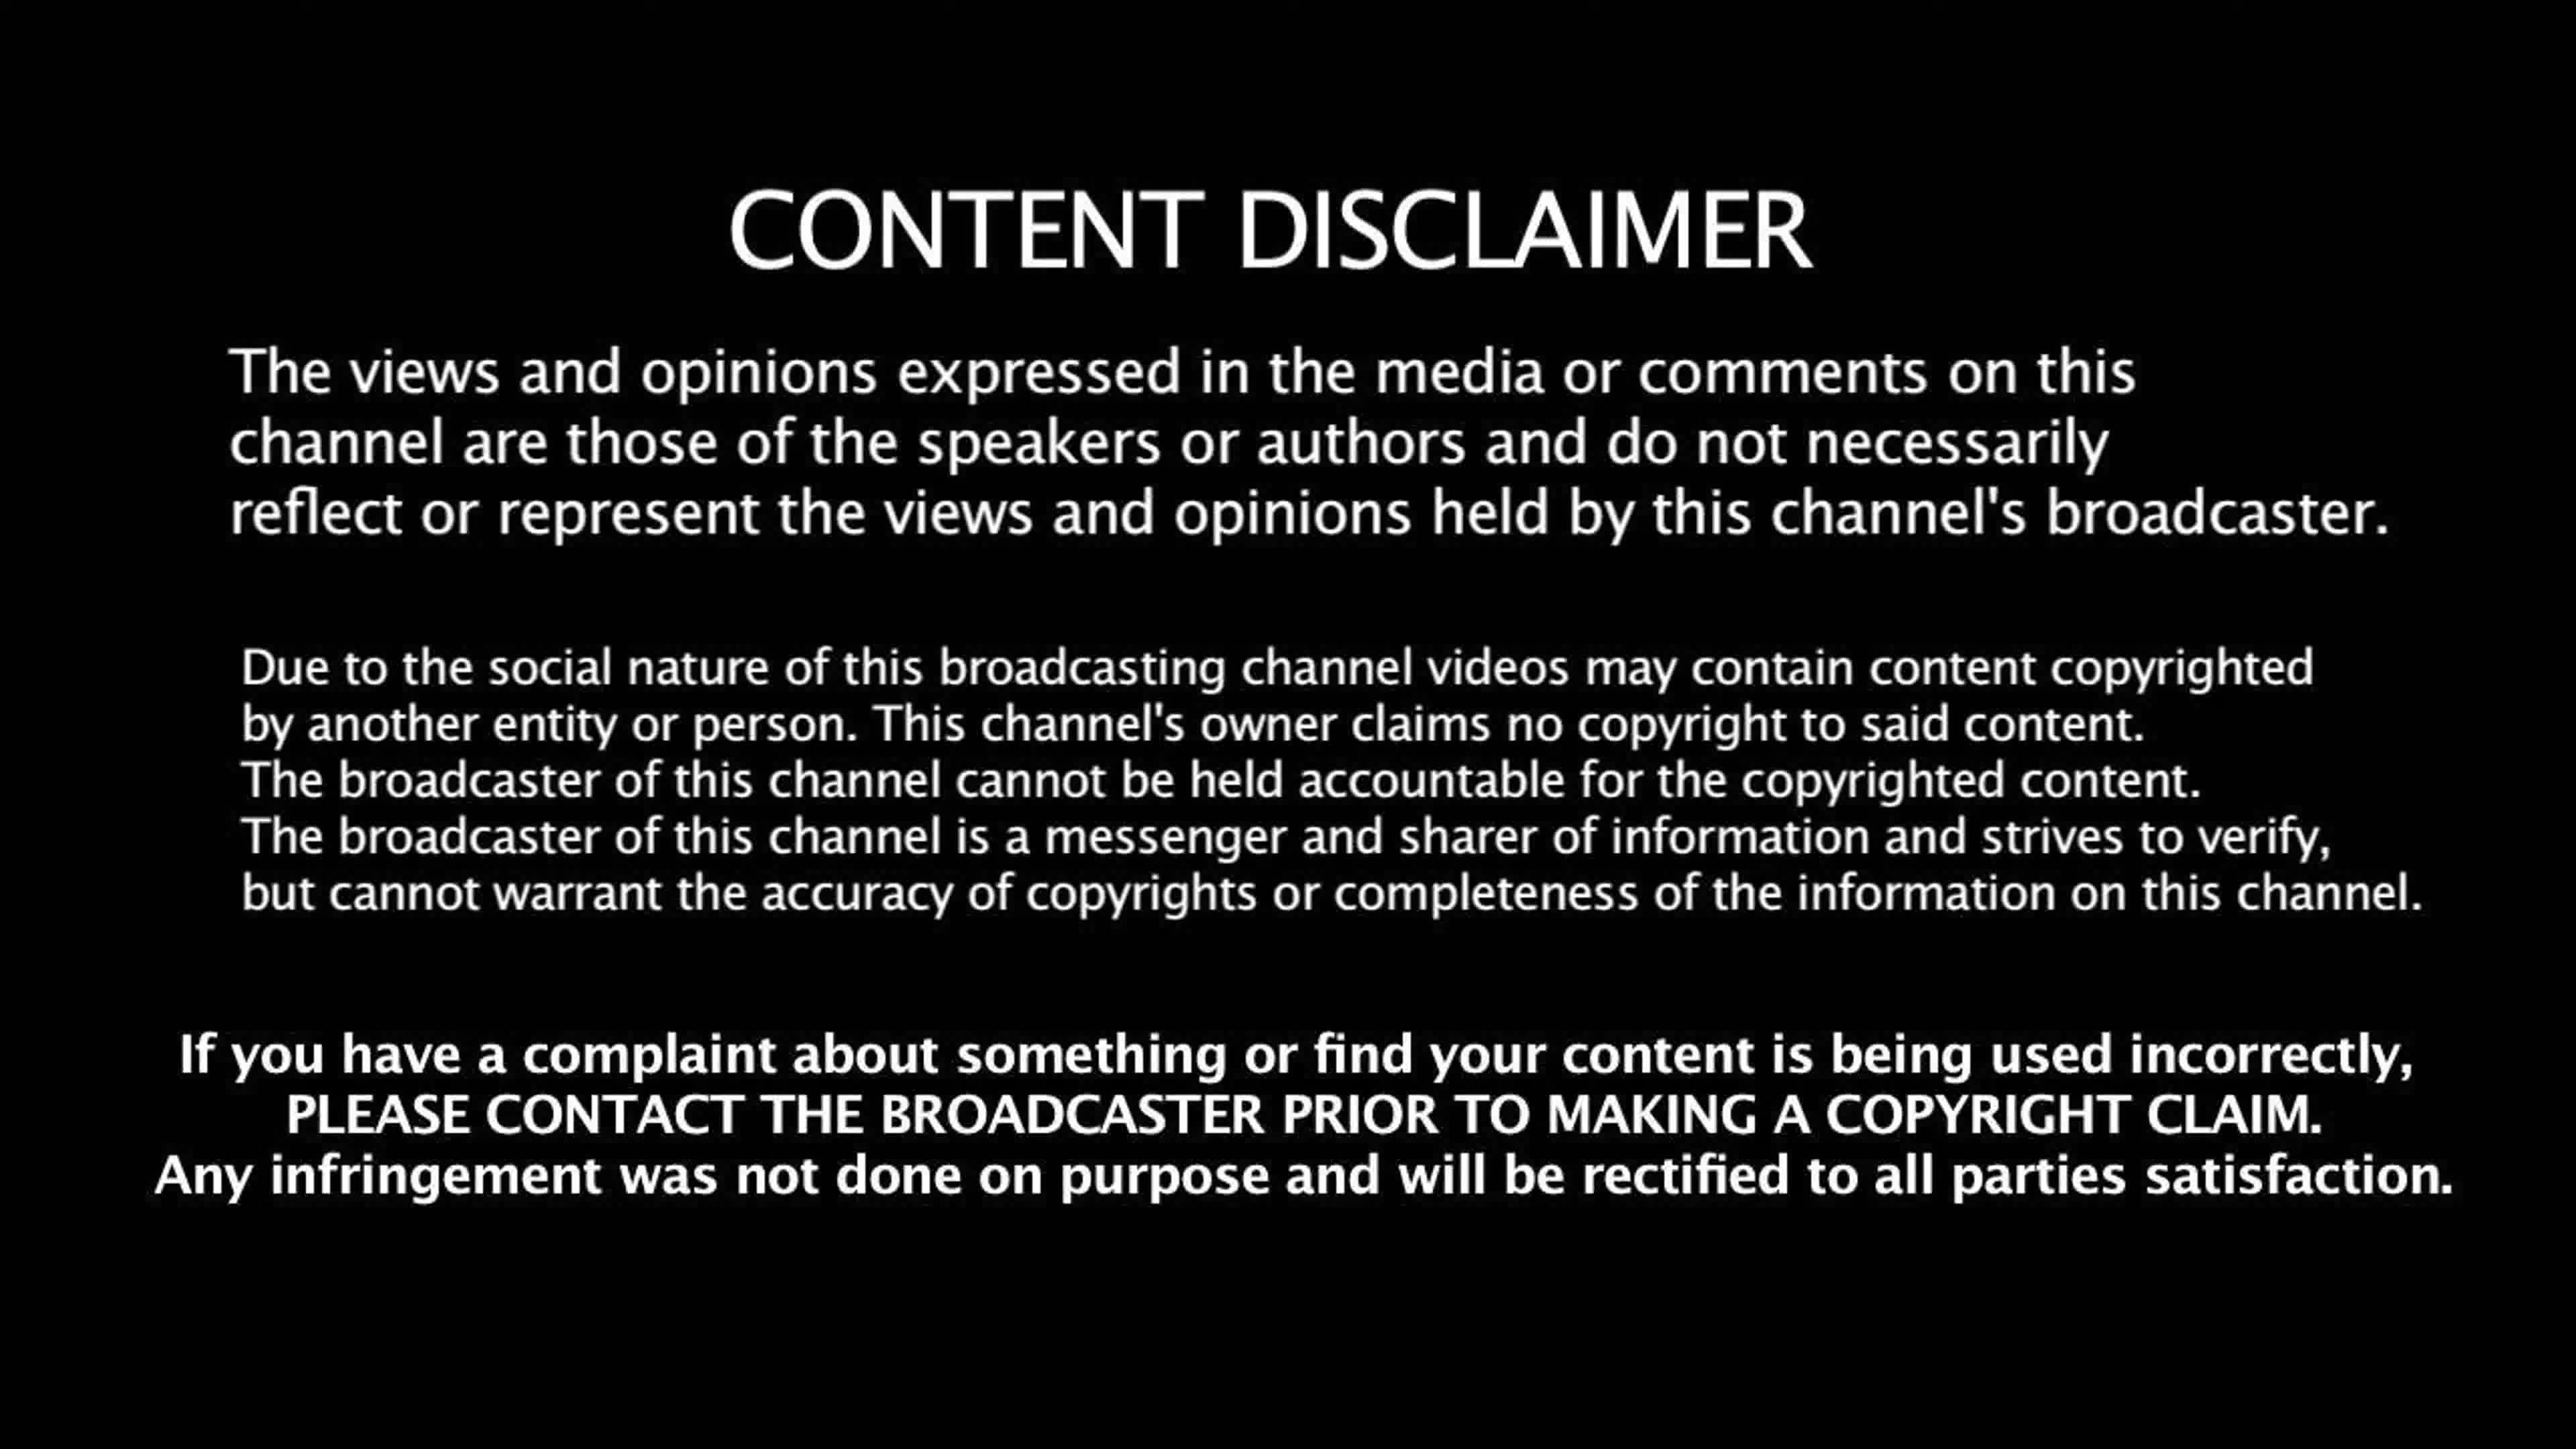 CONTENT DISCLAIMER
The views and opinions expressed in the media or comments on this
channel are those of the speakers or authors and do not necessarily
reflect or represent the views and opinions held by this channel's broadcaster.
Due to the social nature of this broadcasting channel videos may contain content copyrighted
by another entity or person. This channel's owner claims no copyright to said content.
The broadcaster of this channel cannot be held accountable for the copyrighted content.
The broadcaster of this channel is a messenger and sharer of information and strives to verify,
but cannot warrant the accuracy of copyrights or completeness of the information on this channel.
If you have a complaint about something or find your content is being used incorrectly,
PLEASE CONTACT THE BROADCASTER PRIOR TO MAKING A COPYRIGHT CLAIM.
Any infringement was not done on purpose and will be rectified to all parties satisfaction.